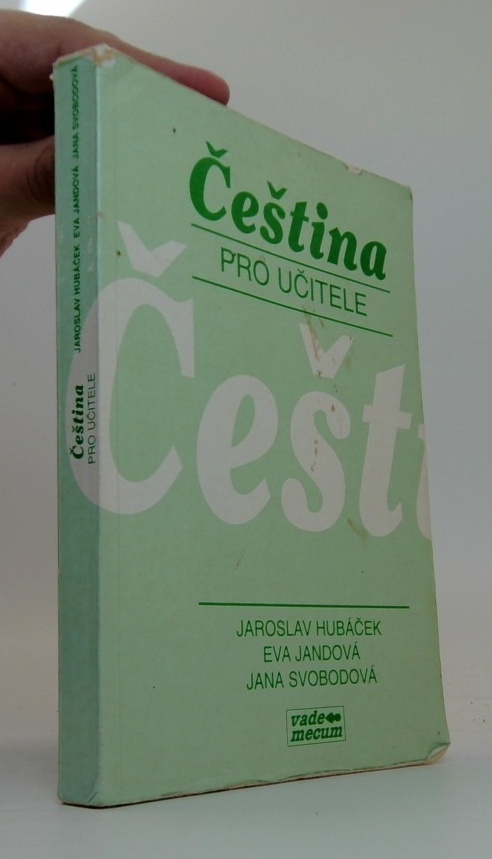 Čeština
PRO UČITELE
Češti
JAROSLAV HUBÁČEK
EVA JANDOVÁ
JANA SVOBODOVÁ
vade
mecum
Čeština
PRO UČITELE
JAROSLAV HUBÁČEK EVA JANDOVÁ JANA SVOBODOVÁ